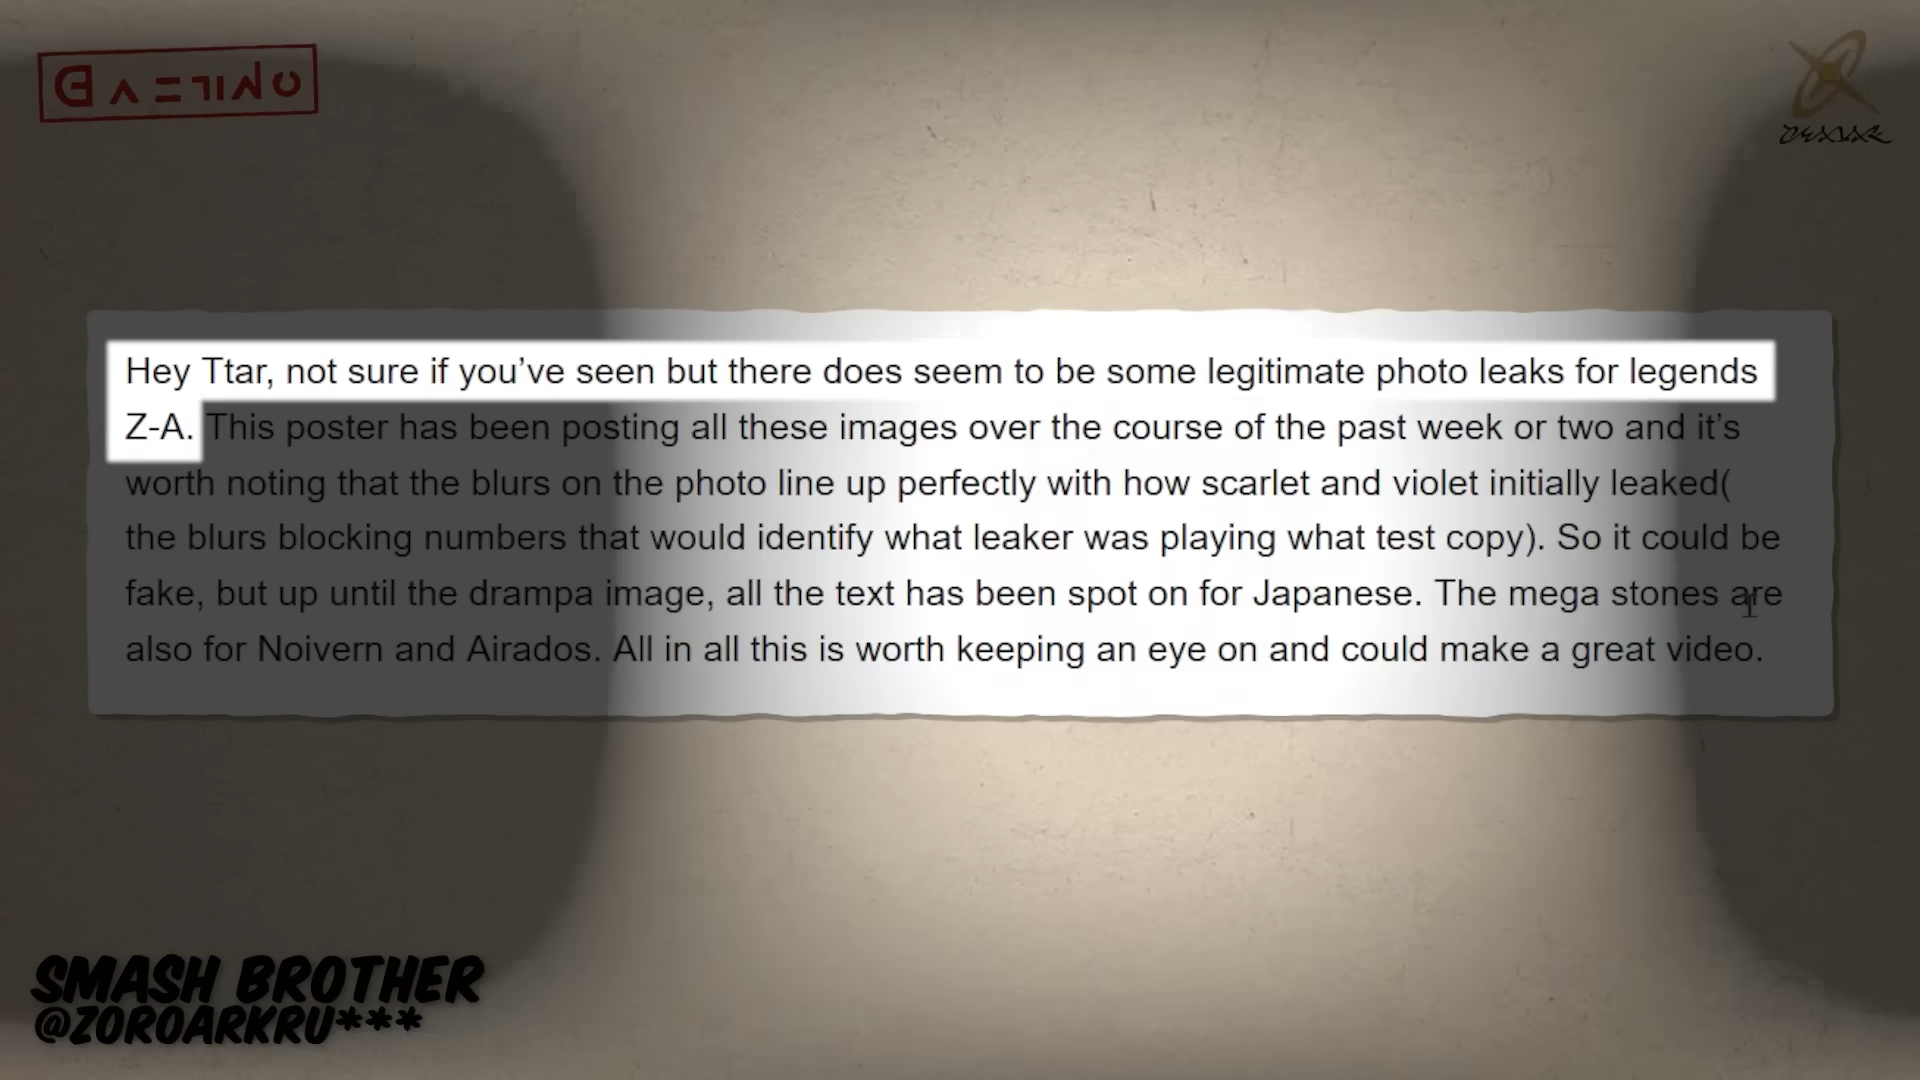 Hey Ttar, not sure if you’ve seen but there does seem to be some legitimate photo leaks for legends
Z-A. This poster has been posting all these images over the course of the past week or two and it’s
worth noting that the blurs on the photo line up perfectly with how scarlet and violet initially leaked(
the blurs blocking numbers that would identify what leaker was playing what test copy). So it could be
fake, but up until the drampa image, all the text has been spot on for Japanese. The mega stones are
also for Noivern and Airados. All in all this is worth keeping an eye on and could make a great video.
SMASH BROTHER
@ZOROARKRU***